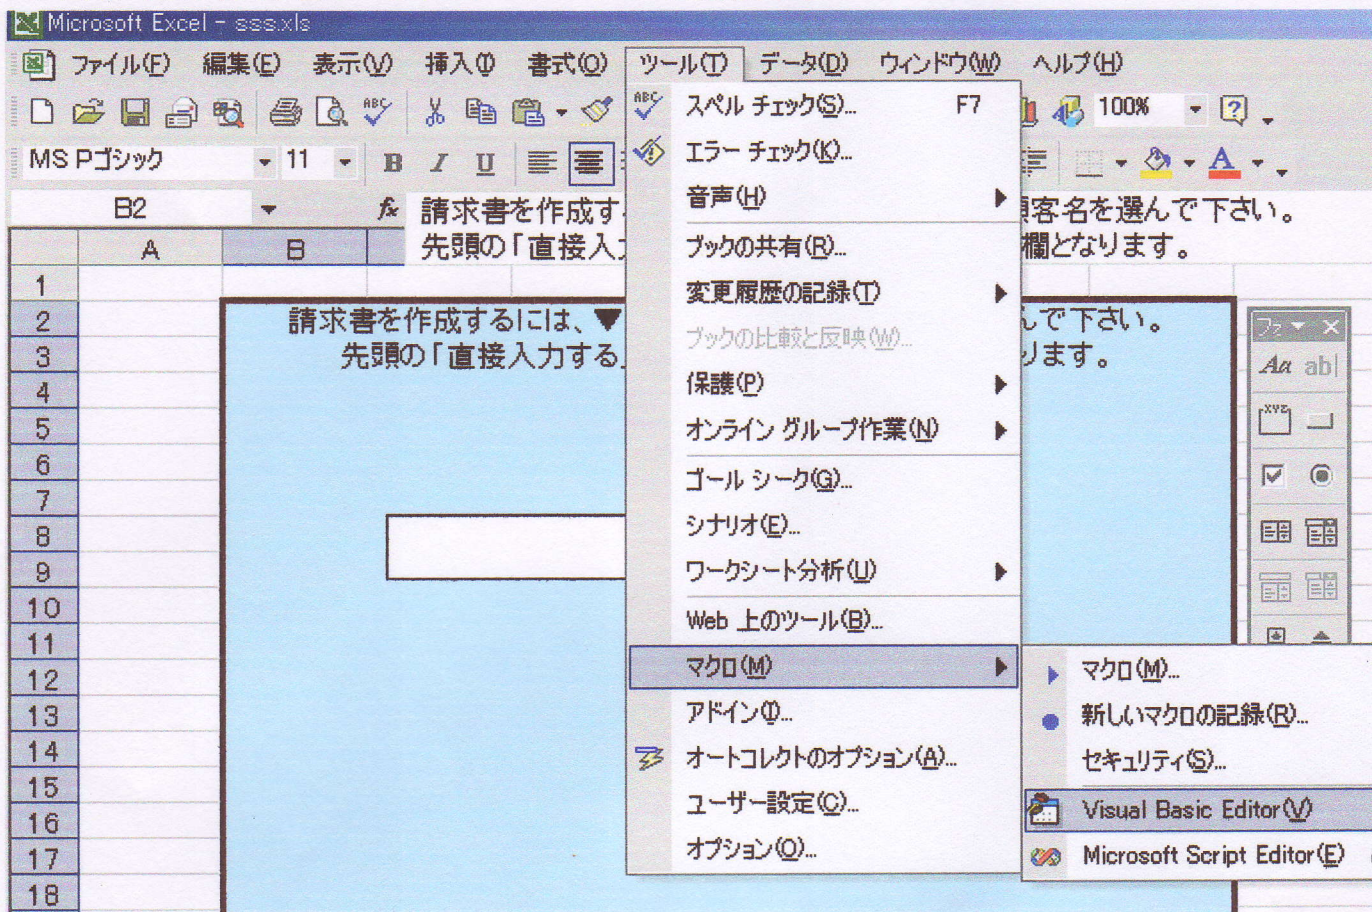 Microsoft Excel - sss.xls
ファイル(F) 編集(E) 表示(V) 挿入(I) 書式(O) ツール(T) データ(D) ウィンドウ(W) ヘルプ(H)
ABC
100%
MS Pゴシック 11 B I U A
B2 fx 請求書を作成す 客名を選んで下さい。
先頭の「直接入力 欄となります。
A B
1
2 請求書を作成するには、▼ んで下さい。
3 先頭の「直接入力する」 ります。
4
5
6
7
8
9
10
11
12
13
14
15
16
17
18
ABC スペル チェック(S)... F7
エラー チェック(K)...
音声(H)
ブックの共有(R)...
変更履歴の記録(T)
ブックの比較と反映(W)...
保護(P)
オンライン グループ作業(N)
ゴール シーク(G)...
シナリオ(E)...
ワークシート分析(U)
Web 上のツール(B)...
マクロ(M)
アドイン(I)...
オートコレクトのオプション(A)...
ユーザー設定(C)...
オプション(O)...
マクロ(M)...
新しいマクロの記録(R)...
セキュリティ(S)...
Visual Basic Editor(V)
Microsoft Script Editor(E)
Aa ab|
XYZ